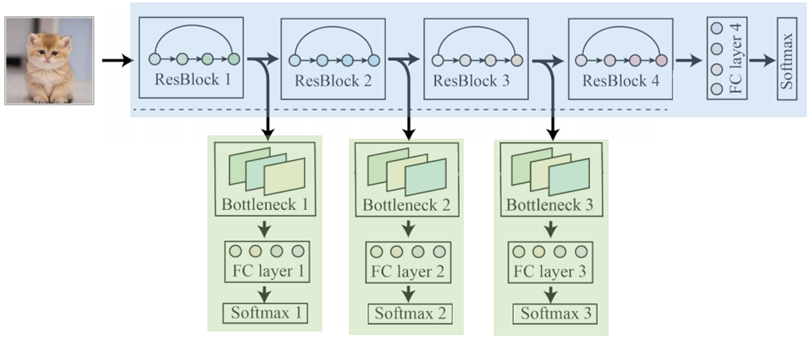 ResBlock 1
ResBlock 2
ResBlock 3
ResBlock 4
FC layer 4
Softmax
Bottleneck 1
Bottleneck 2
Bottleneck 3
FC layer 1
FC layer 2
FC layer 3
Softmax 1
Softmax 2
Softmax 3